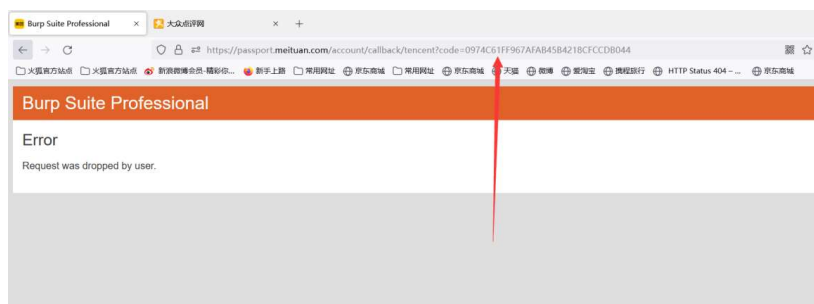 Burp Suite Professional × 大众点评网 × +
https://passport.meituan.com/account/callback/tencent?code=0974C61FF967AFAB45B4218CFCCDB044
火狐官方站点 火狐官方站点 新浪微博会员-精彩你... 新手上路 常用网址 京东商城 常用网址 京东商城 天猫 微博 爱淘宝 携程旅行 HTTP Status 404 – ... 京东商城
Burp Suite Professional
Error
Request was dropped by user.